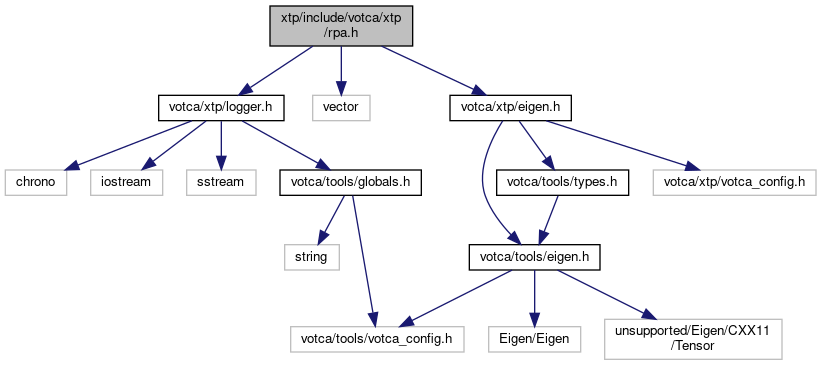 xtp/include/votca/xtp
/rpa.h
votca/xtp/logger.h
vector
votca/xtp/eigen.h
chrono
iostream
sstream
votca/tools/globals.h
votca/tools/types.h
votca/xtp/votca_config.h
string
votca/tools/eigen.h
votca/tools/votca_config.h
Eigen/Eigen
unsupported/Eigen/CXX11
/Tensor